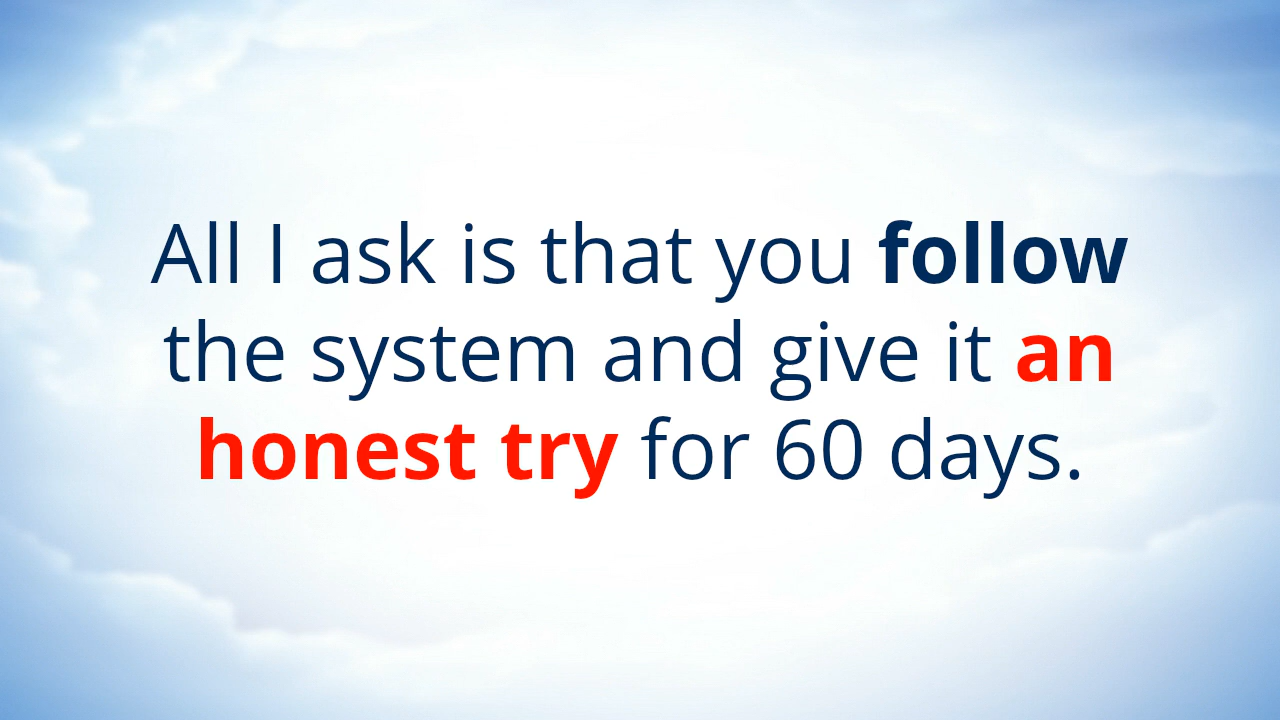 All I ask is that you follow
the system and give it an
honest try for 60 days.